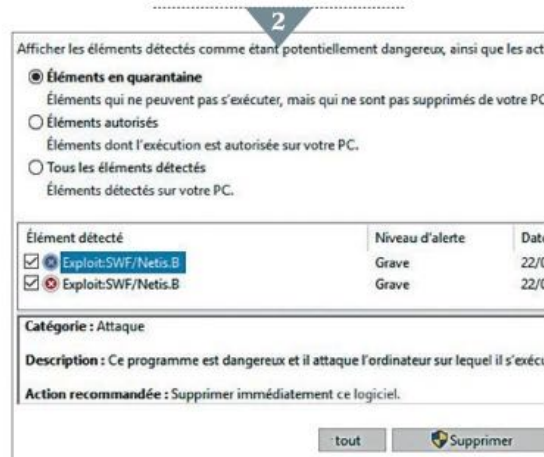 2
Afficher les éléments détectés comme étant potentiellement dangereux, ainsi que les act
Éléments en quarantaine
Éléments qui ne peuvent pas s'exécuter, mais qui ne sont pas supprimés de votre PC
Éléments autorisés
Éléments dont l'exécution est autorisée sur votre PC.
Tous les éléments détectés
Éléments détectés sur votre PC.
Élément détecté Niveau d'alerte Date
Exploit:SWF/Netis.B Grave 22/0
Exploit:SWF/Netis.B Grave 22/0
Catégorie : Attaque
Description : Ce programme est dangereux et il attaque l'ordinateur sur lequel il s'exécu
Action recommandée : Supprimer immédiatement ce logiciel.
tout Supprimer